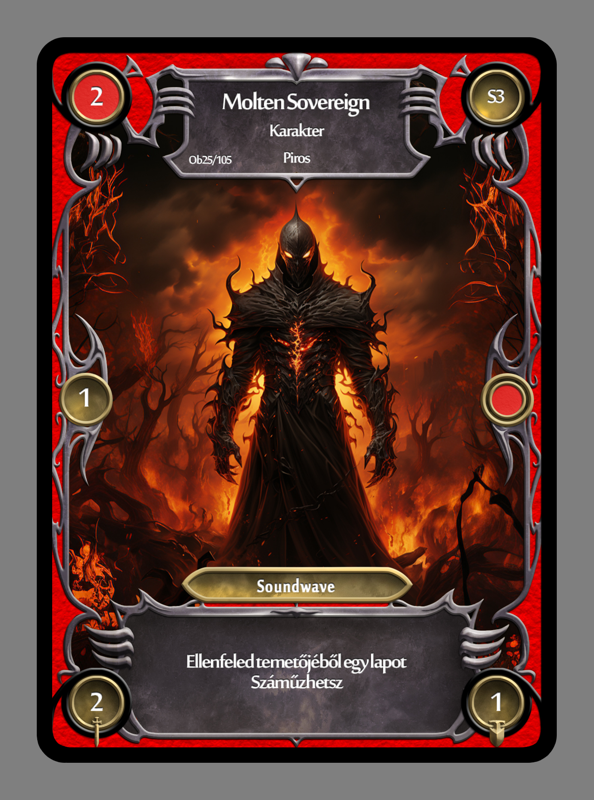 2
Molten Sovereign
S3
Karakter
Ob25/105
Piros
1
Soundwave
Ellenfeled temetőjéből egy lapot
Száműzhetsz
2
1